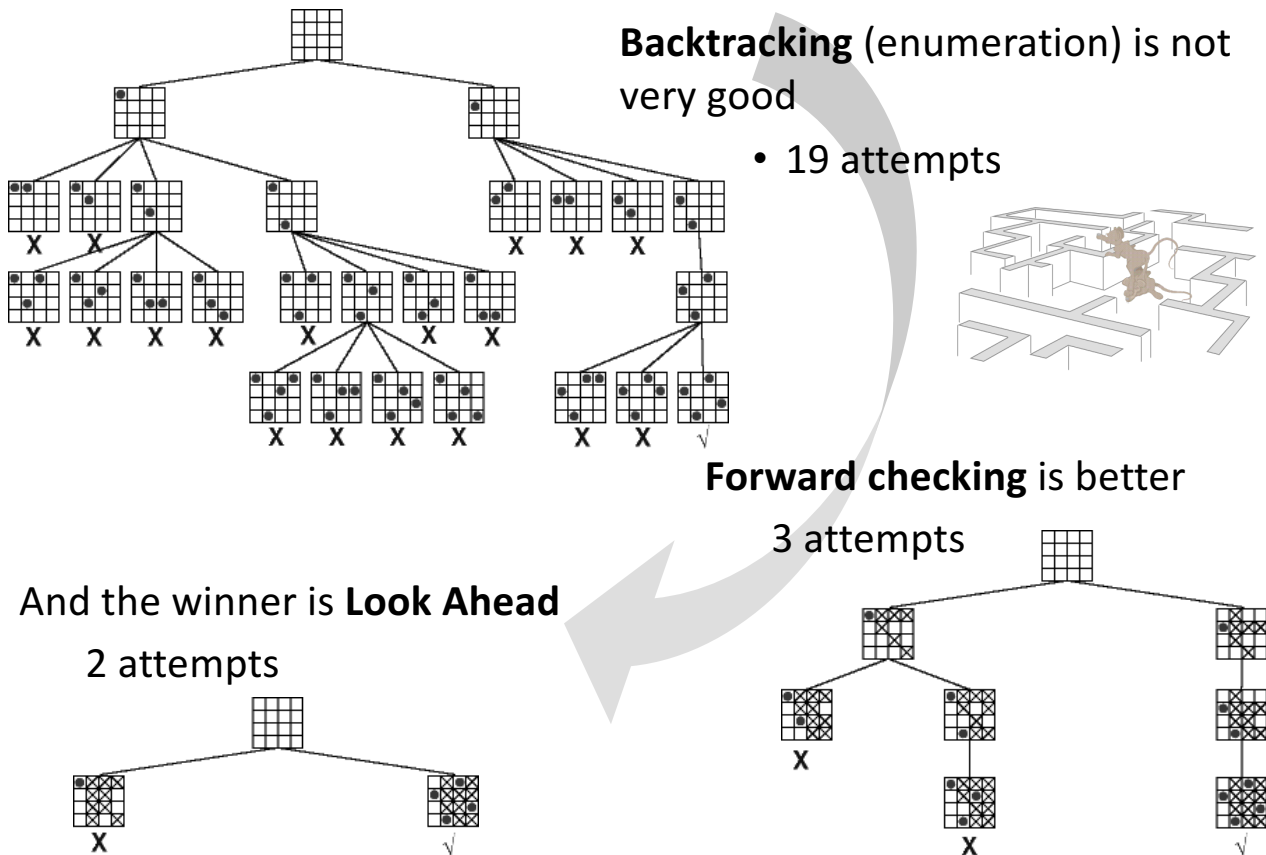 Backtracking (enumeration) is not
very good
• 19 attempts
X X X X X
X X X X X X X
X X X X X X √
Forward checking is better
3 attempts
X
X √
And the winner is Look Ahead
2 attempts
X √